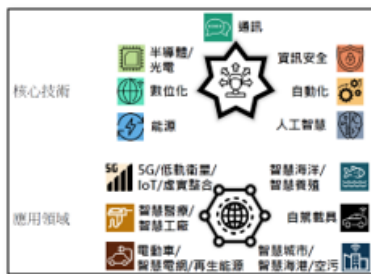 通訊
半導體/
光電
資訊安全
核心技術
數位化
自動化
能源
人工智慧
5G
5G/低軌衛星/
IoT/虛實整合
智慧海洋/
智慧養殖
應用領域
智慧醫療/
智慧工廠
自駕載具
電動車/
智慧電網/再生能源
智慧城市/
智慧海港/空污